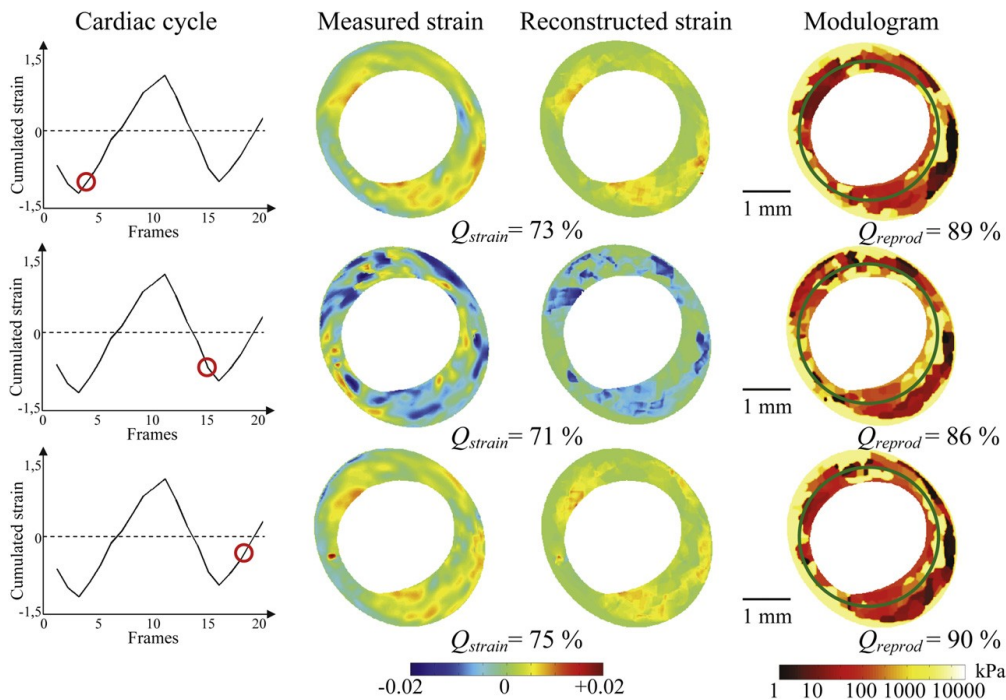 Cardiac cycle Measured strain Reconstructed strain Modulogram
Cumulated strain
1,5
0
-1,5
0 5 10 15 20
Frames
1 mm
Qstrain= 73 %
Qreprod= 89 %
Cumulated strain
1,5
0
-1,5
0 5 10 15 20
Frames
1 mm
Qstrain= 71 %
Qreprod= 86 %
Cumulated strain
1,5
0
-1,5
0 5 10 15 20
Frames
1 mm
Qstrain= 75 %
Qreprod= 90 %
-0.02 0 +0.02
kPa
1 10 100 1000 10000